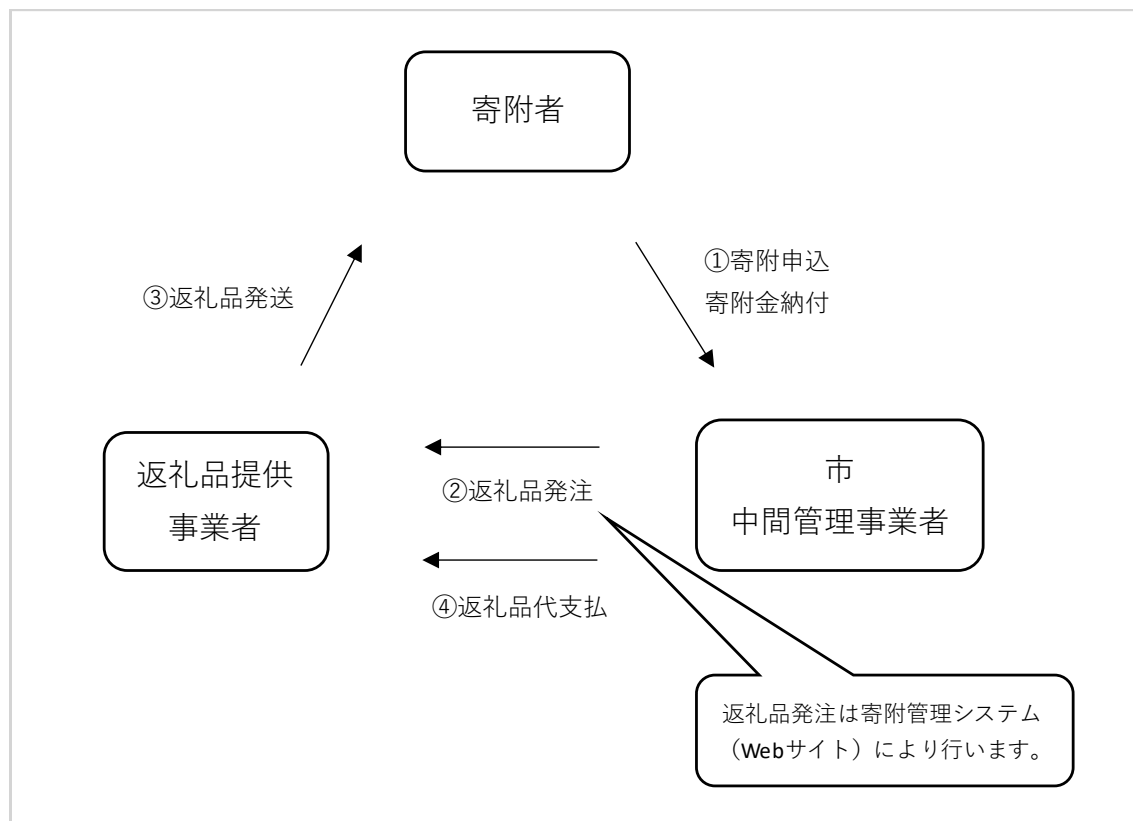 寄附者
①寄附申込
寄附金納付
③返礼品発送
返礼品提供
事業者
②返礼品発注
④返礼品代支払
市
中間管理事業者
返礼品発注は寄附管理システム
（Webサイト）により行います。